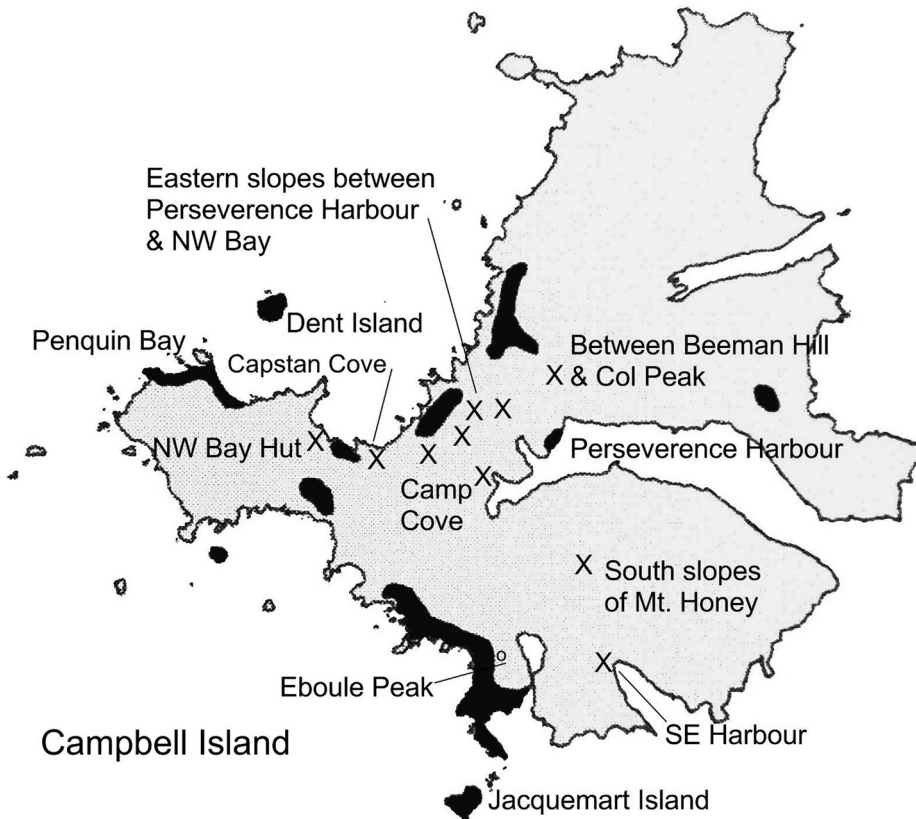 Eastern slopes between
Perseverence Harbour
& NW Bay
Dent Island
Penquin Bay
Capstan Cove
Between Beeman Hill
X & Col Peak
X X
X
NW Bay Hut X
X
X
Perseverence Harbour
X
Camp
Cove
X
South slopes
of Mt. Honey
o
X
Eboule Peak
SE Harbour
Campbell Island
Jacquemart Island